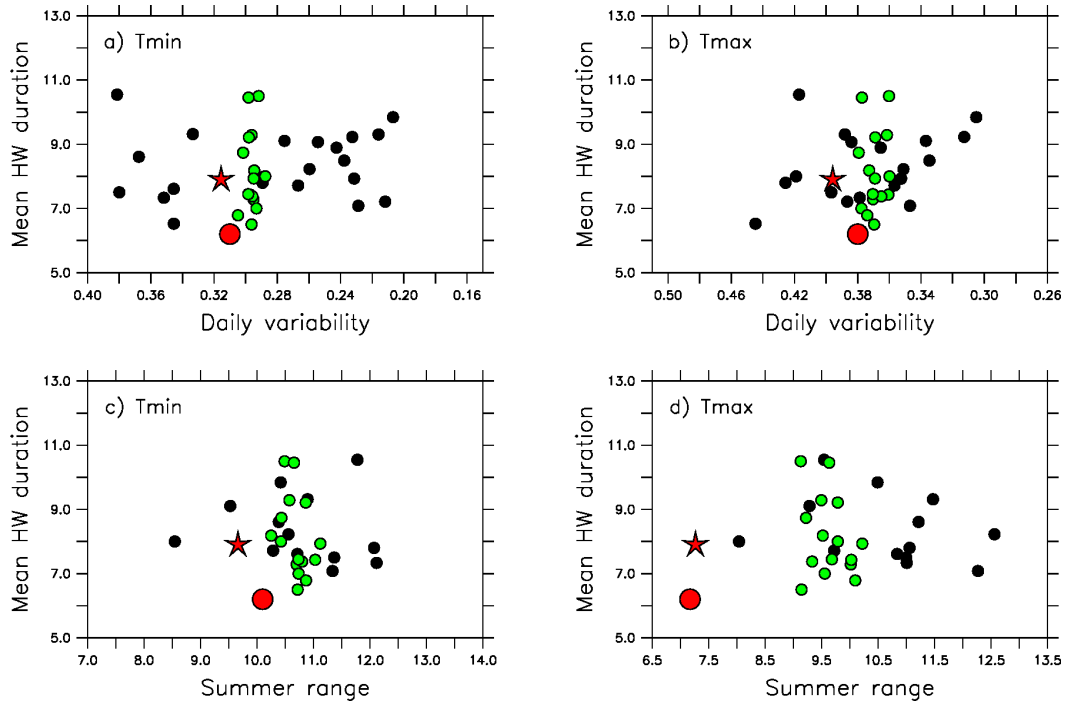 13.0 13.0
a) Tmin b) Tmax
11.0 11.0
Mean HW duration Mean HW duration
9.0 9.0
7.0 7.0
5.0 5.0
0.40 0.36 0.32 0.28 0.24 0.20 0.16 0.50 0.46 0.42 0.38 0.34 0.30 0.26
Daily variability Daily variability
13.0 13.0
c) Tmin d) Tmax
11.0 11.0
Mean HW duration Mean HW duration
9.0 9.0
7.0 7.0
5.0 5.0
7.0 8.0 9.0 10.0 11.0 12.0 13.0 14.0 6.5 7.5 8.5 9.5 10.5 11.5 12.5 13.5
Summer range Summer range